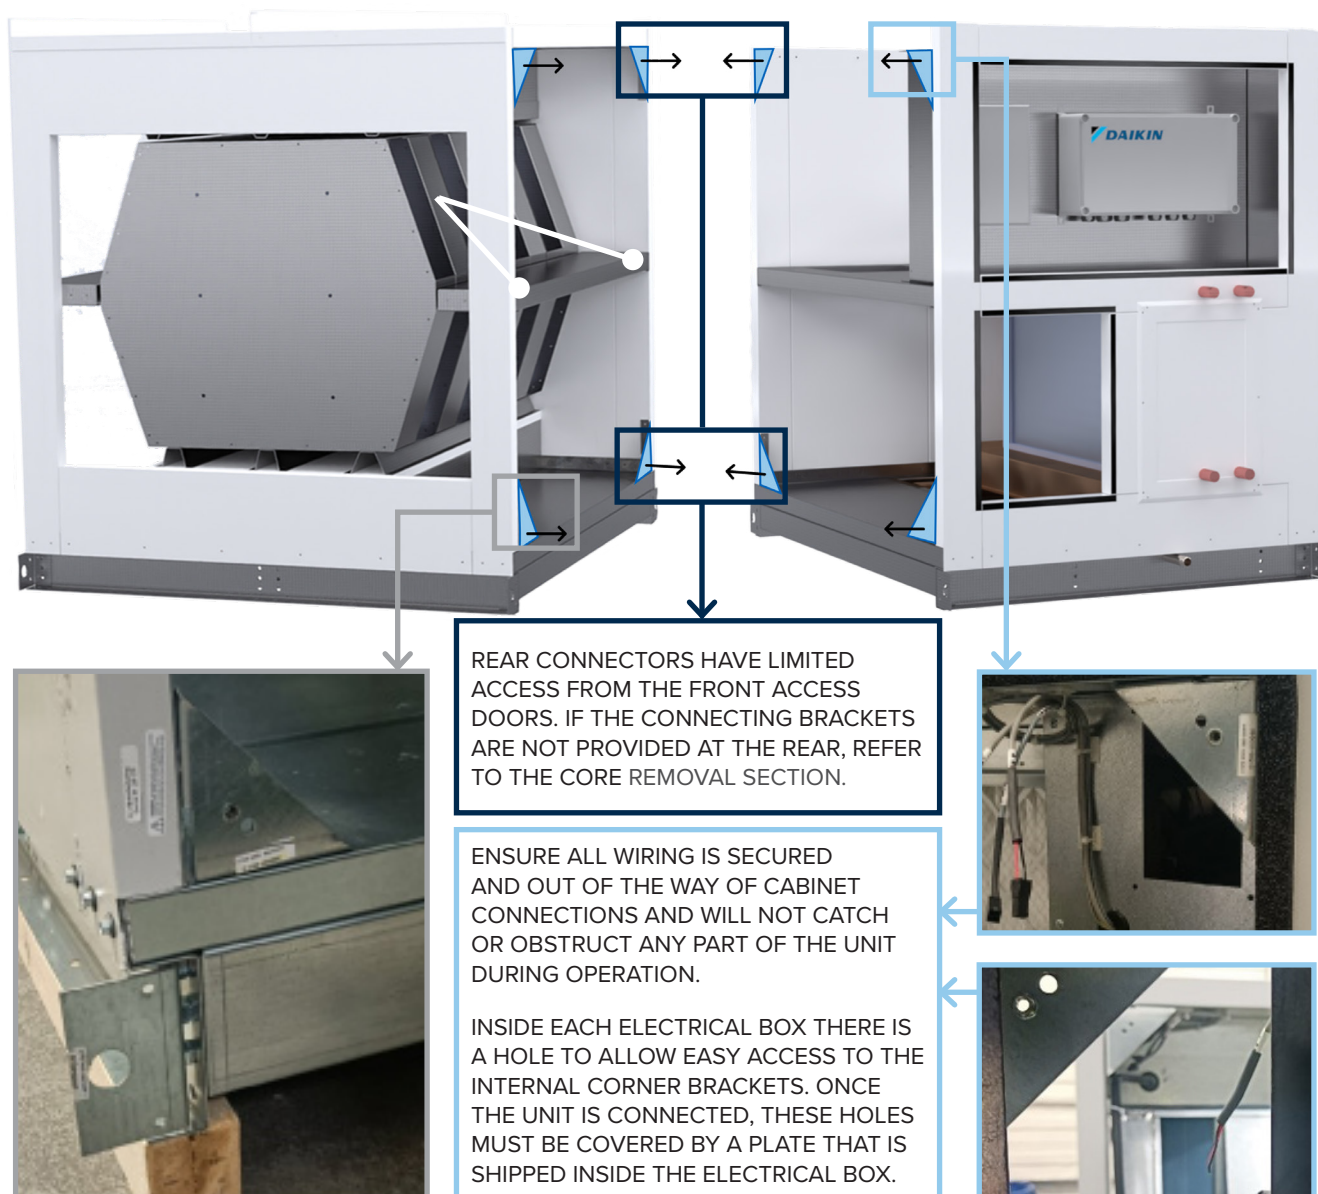 DAIKIN
REAR CONNECTORS HAVE LIMITED
ACCESS FROM THE FRONT ACCESS
DOORS. IF THE CONNECTING BRACKETS
ARE NOT PROVIDED AT THE REAR, REFER
TO THE CORE REMOVAL SECTION.
ENSURE ALL WIRING IS SECURED
AND OUT OF THE WAY OF CABINET
CONNECTIONS AND WILL NOT CATCH
OR OBSTRUCT ANY PART OF THE UNIT
DURING OPERATION.
INSIDE EACH ELECTRICAL BOX THERE IS
A HOLE TO ALLOW EASY ACCESS TO THE
INTERNAL CORNER BRACKETS. ONCE
THE UNIT IS CONNECTED, THESE HOLES
MUST BE COVERED BY A PLATE THAT IS
SHIPPED INSIDE THE ELECTRICAL BOX.